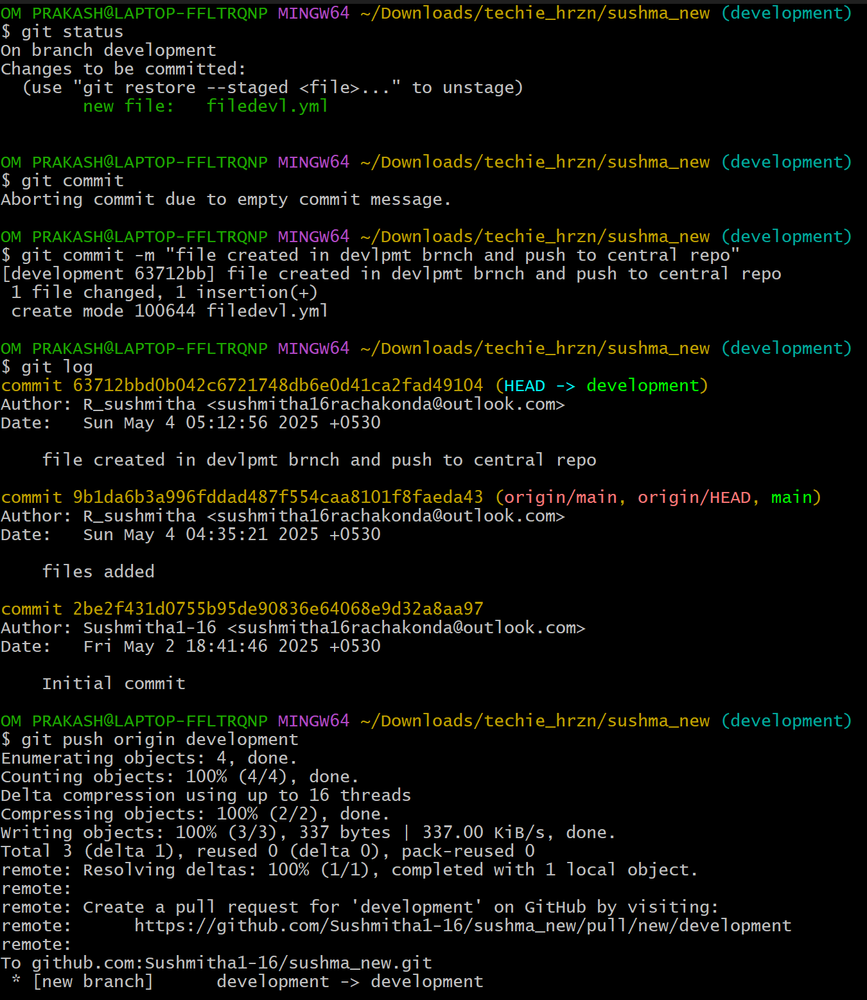 OM PRAKASH@LAPTOP-FFLTRQNP MINGW64 ~/Downloads/techie_hrzn/sushma_new (development)
$ git status
On branch development
Changes to be committed:
  (use "git restore --staged <file>..." to unstage)
        new file:   filedevl.yml

OM PRAKASH@LAPTOP-FFLTRQNP MINGW64 ~/Downloads/techie_hrzn/sushma_new (development)
$ git commit
Aborting commit due to empty commit message.

OM PRAKASH@LAPTOP-FFLTRQNP MINGW64 ~/Downloads/techie_hrzn/sushma_new (development)
$ git commit -m "file created in devlpmt brnch and push to central repo"
[development 63712bb] file created in devlpmt brnch and push to central repo
 1 file changed, 1 insertion(+)
 create mode 100644 filedevl.yml

OM PRAKASH@LAPTOP-FFLTRQNP MINGW64 ~/Downloads/techie_hrzn/sushma_new (development)
$ git log
commit 63712bbd0b042c6721748db6e0d41ca2fad49104 (HEAD -> development)
Author: R_sushmitha <sushmitha16rachakonda@outlook.com>
Date:   Sun May 4 05:12:56 2025 +0530

    file created in devlpmt brnch and push to central repo

commit 9b1da6b3a996fddad487f554caa8101f8faeda43 (origin/main, origin/HEAD, main)
Author: R_sushmitha <sushmitha16rachakonda@outlook.com>
Date:   Sun May 4 04:35:21 2025 +0530

    files added

commit 2be2f431d0755b95de90836e64068e9d32a8aa97
Author: Sushmitha1-16 <sushmitha16rachakonda@outlook.com>
Date:   Fri May 2 18:41:46 2025 +0530

    Initial commit

OM PRAKASH@LAPTOP-FFLTRQNP MINGW64 ~/Downloads/techie_hrzn/sushma_new (development)
$ git push origin development
Enumerating objects: 4, done.
Counting objects: 100% (4/4), done.
Delta compression using up to 16 threads
Compressing objects: 100% (2/2), done.
Writing objects: 100% (3/3), 337 bytes | 337.00 KiB/s, done.
Total 3 (delta 1), reused 0 (delta 0), pack-reused 0
remote: Resolving deltas: 100% (1/1), completed with 1 local object.
remote:
remote: Create a pull request for 'development' on GitHub by visiting:
remote:      https://github.com/Sushmitha1-16/sushma_new/pull/new/development
remote:
To github.com:Sushmitha1-16/sushma_new.git
 * [new branch]      development -> development